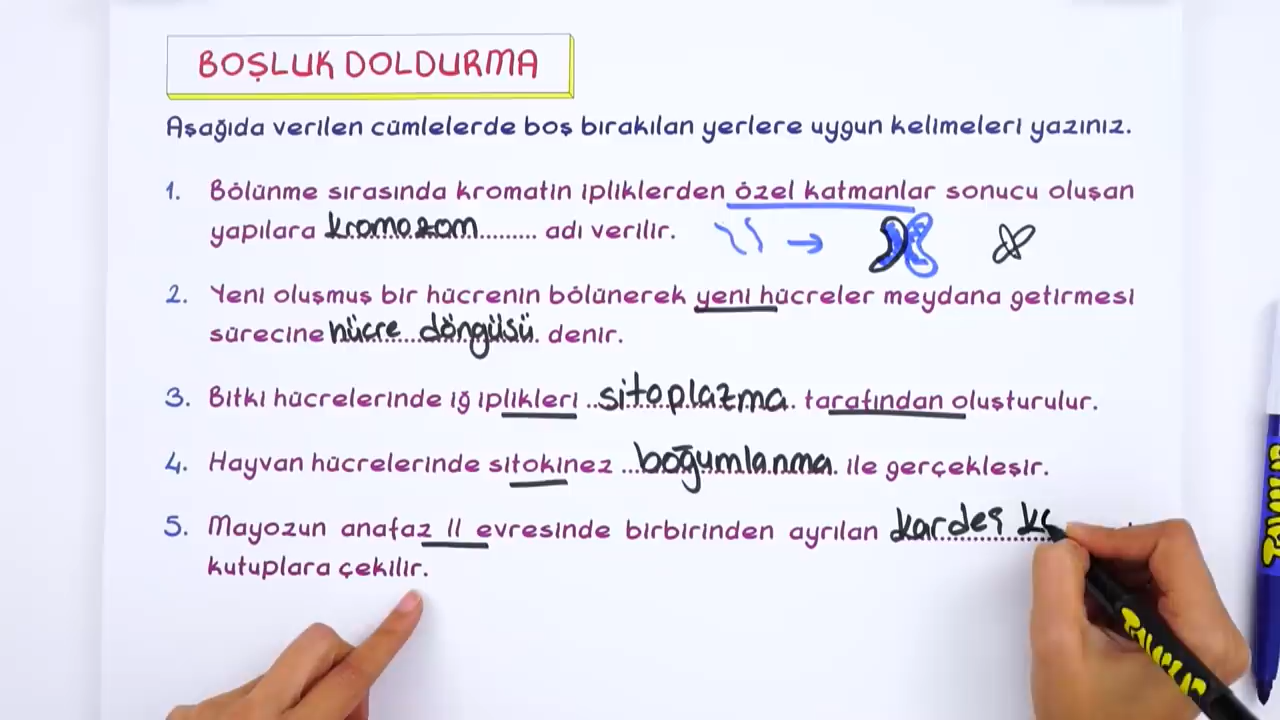 BOŞLUK DOLDURMA
Aşağıda verilen cümlelerde boş bırakılan yerlere uygun kelimeleri yazınız.
1. Bölünme sırasında kromatin ipliklerden özel katmanlar sonucu oluşan
yapılara kromozom adı verilir.
2. Yeni oluşmuş bir hücrenin bölünerek yeni hücreler meydana getirmesi
sürecine hücre döngüsü denir.
3. Bitki hücrelerinde iğ iplikleri sitoplazma tarafından oluşturulur.
4. Hayvan hücrelerinde sitokinez boğumlanma ile gerçekleşir.
5. Mayozun anafaz II evresinde birbirinden ayrılan kardeş
kutuplara çekilir.